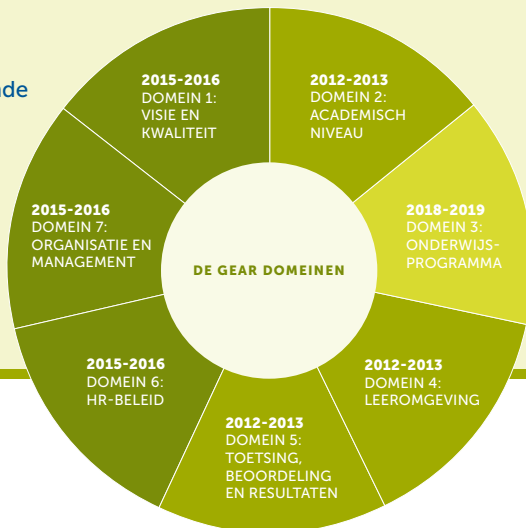 nde
2015-2016
DOMEIN 1:
VISIE EN
KWALITEIT
2012-2013
DOMEIN 2:
ACADEMISCH
NIVEAU
2018-2019
DOMEIN 3:
ONDERWIJS-
PROGRAMMA
2012-2013
DOMEIN 4:
LEEROMGEVING
2012-2013
DOMEIN 5:
TOETSING,
BEOORDELING
EN RESULTATEN
2015-2016
DOMEIN 6:
HR-BELEID
2015-2016
DOMEIN 7:
ORGANISATIE EN
MANAGEMENT
DE GEAR DOMEINEN